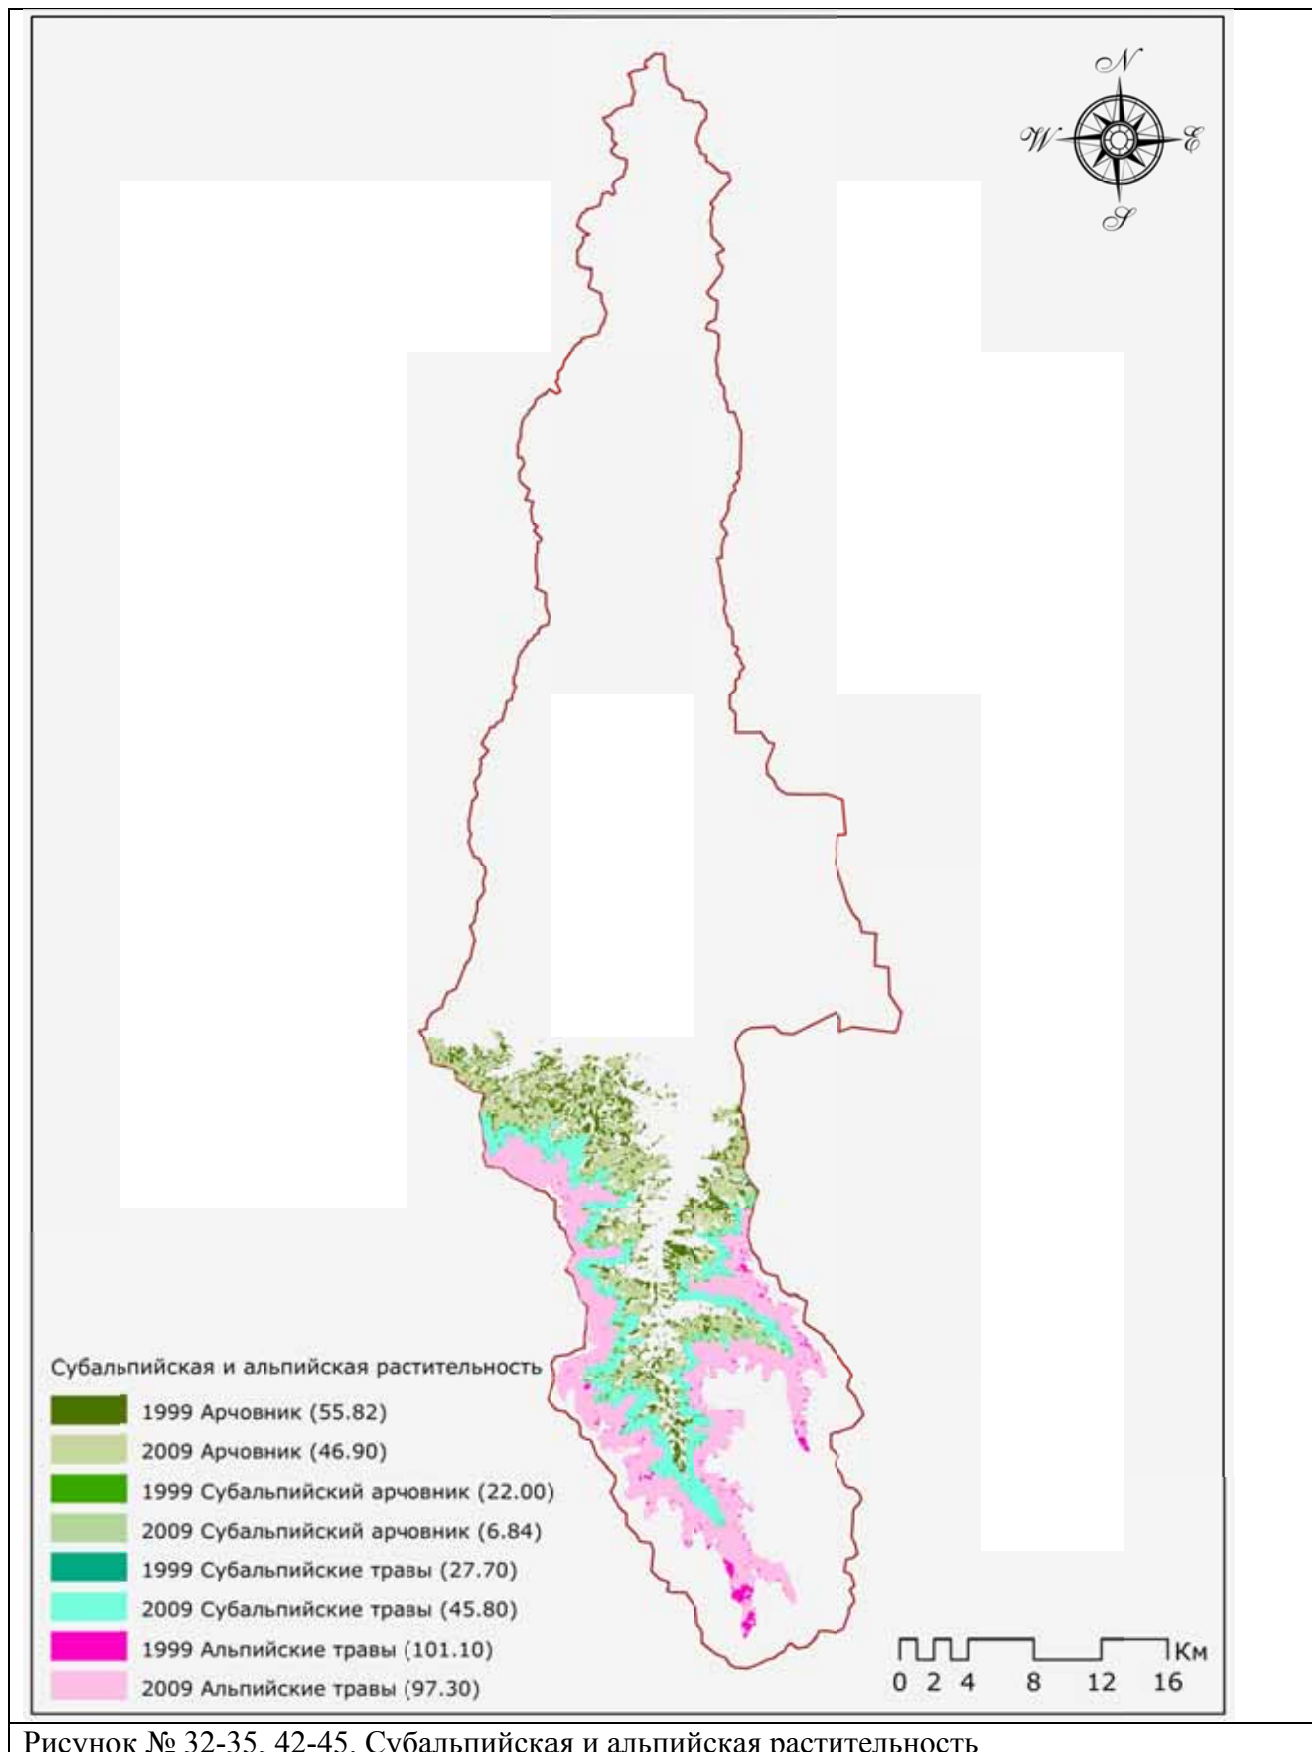 N
W E
S
Субальпийская и альпийская растительность
1999 Арчовник (55.82)
2009 Арчовник (46.90)
1999 Субальпийский арчовник (22.00)
2009 Субальпийский арчовник (6.84)
1999 Субальпийские травы (27.70)
2009 Субальпийские травы (45.80)
1999 Альпийские травы (101.10)
2009 Альпийские травы (97.30)
Км
0 2 4 8 12 16
Рисунок № 32-35, 42-45. Субальпийская и альпийская растительность